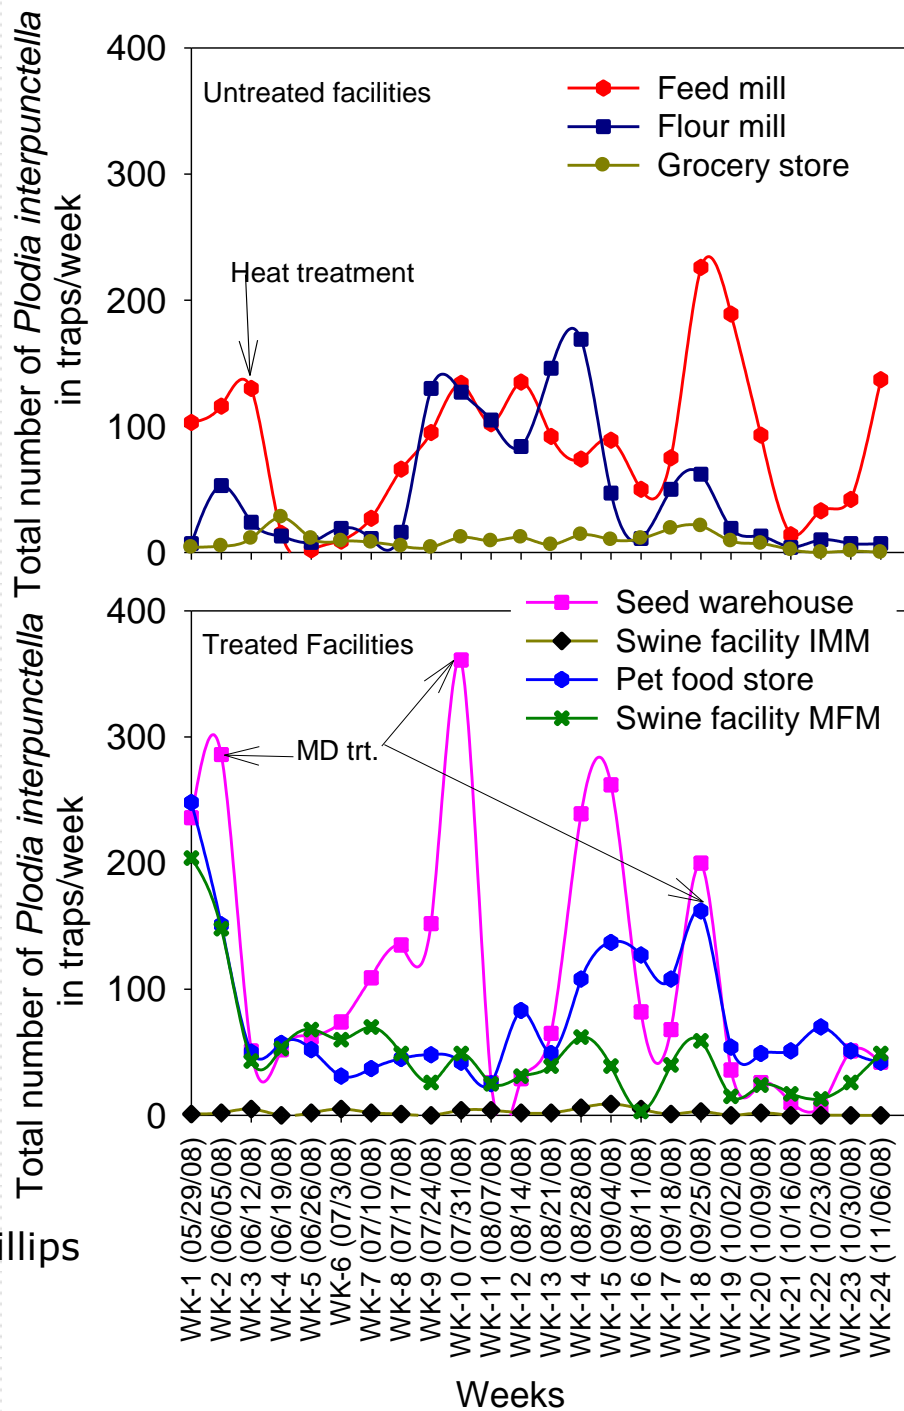 Total number of Plodia interpunctella
in traps/week
400
300
200
100
0
Untreated facilities
Feed mill
Flour mill
Grocery store
Heat treatment
Total number of Plodia interpunctella
in traps/week
400
300
200
100
0
Treated Facilities
Seed warehouse
Swine facility IMM
Pet food store
Swine facility MFM
MD trt.
WK-1 (05/29/08)
WK-2 (06/05/08)
WK-3 (06/12/08)
WK-4 (06/19/08)
WK-5 (06/26/08)
WK-6 (07/3/08)
WK-7 (07/10/08)
WK-8 (07/17/08)
WK-9 (07/24/08)
WK-10 (07/31/08)
WK-11 (08/07/08)
WK-12 (08/14/08)
WK-13 (08/21/08)
WK-14 (08/28/08)
WK-15 (09/04/08)
WK-16 (08/11/08)
WK-17 (09/18/08)
WK-18 (09/25/08)
WK-19 (10/02/08)
WK-20 (10/09/08)
WK-21 (10/16/08)
WK-22 (10/23/08)
WK-23 (10/30/08)
WK-24 (11/06/08)
illips
Weeks